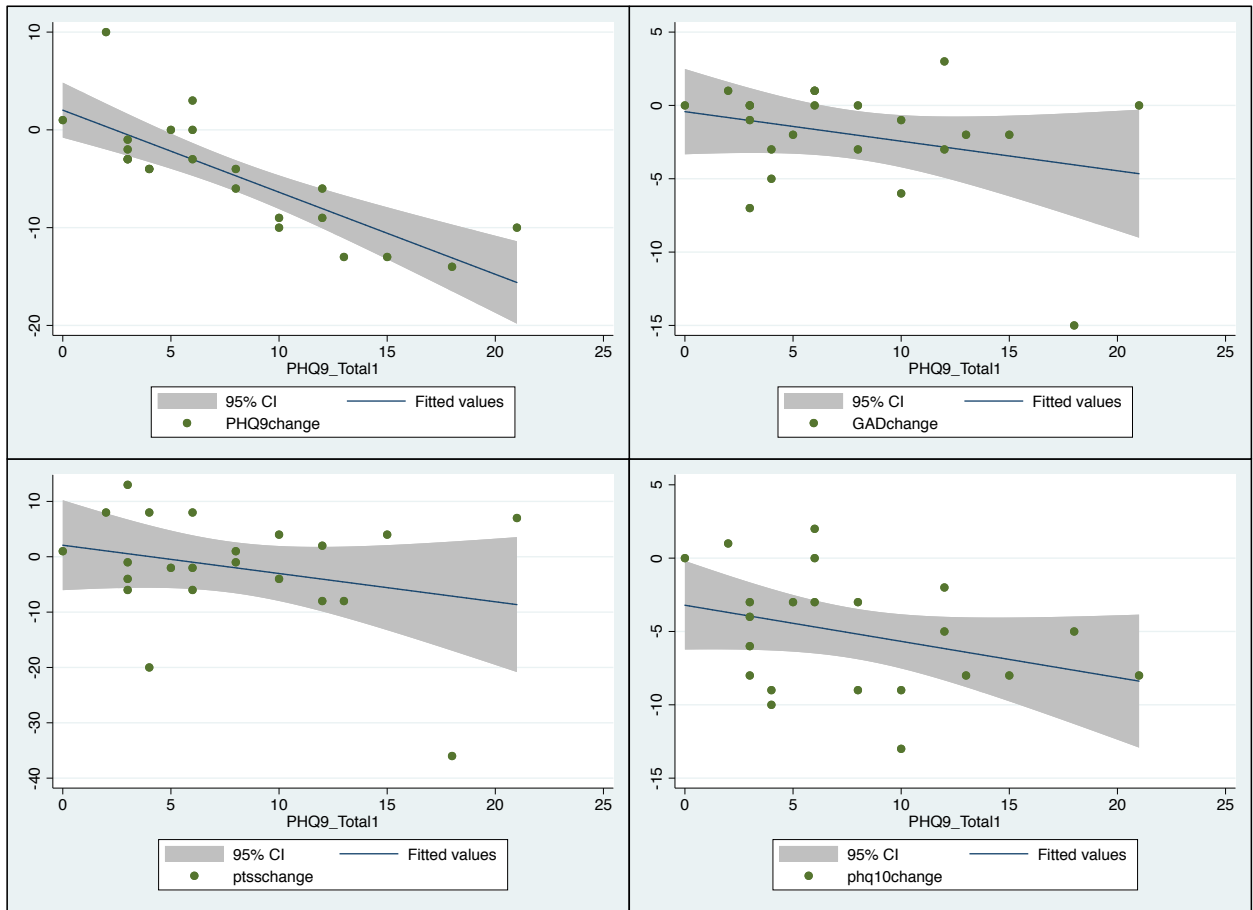 10
0
-10
-20
0 5 10 15 20 25
PHQ9_Total1
95% CI Fitted values
PHQ9change
5
0
-5
-10
-15
0 5 10 15 20 25
PHQ9_Total1
95% CI Fitted values
GADchange
10
0
-10
-20
-30
-40
0 5 10 15 20 25
PHQ9_Total1
95% CI Fitted values
ptsschange
5
0
-5
-10
-15
0 5 10 15 20 25
PHQ9_Total1
95% CI Fitted values
phq10change